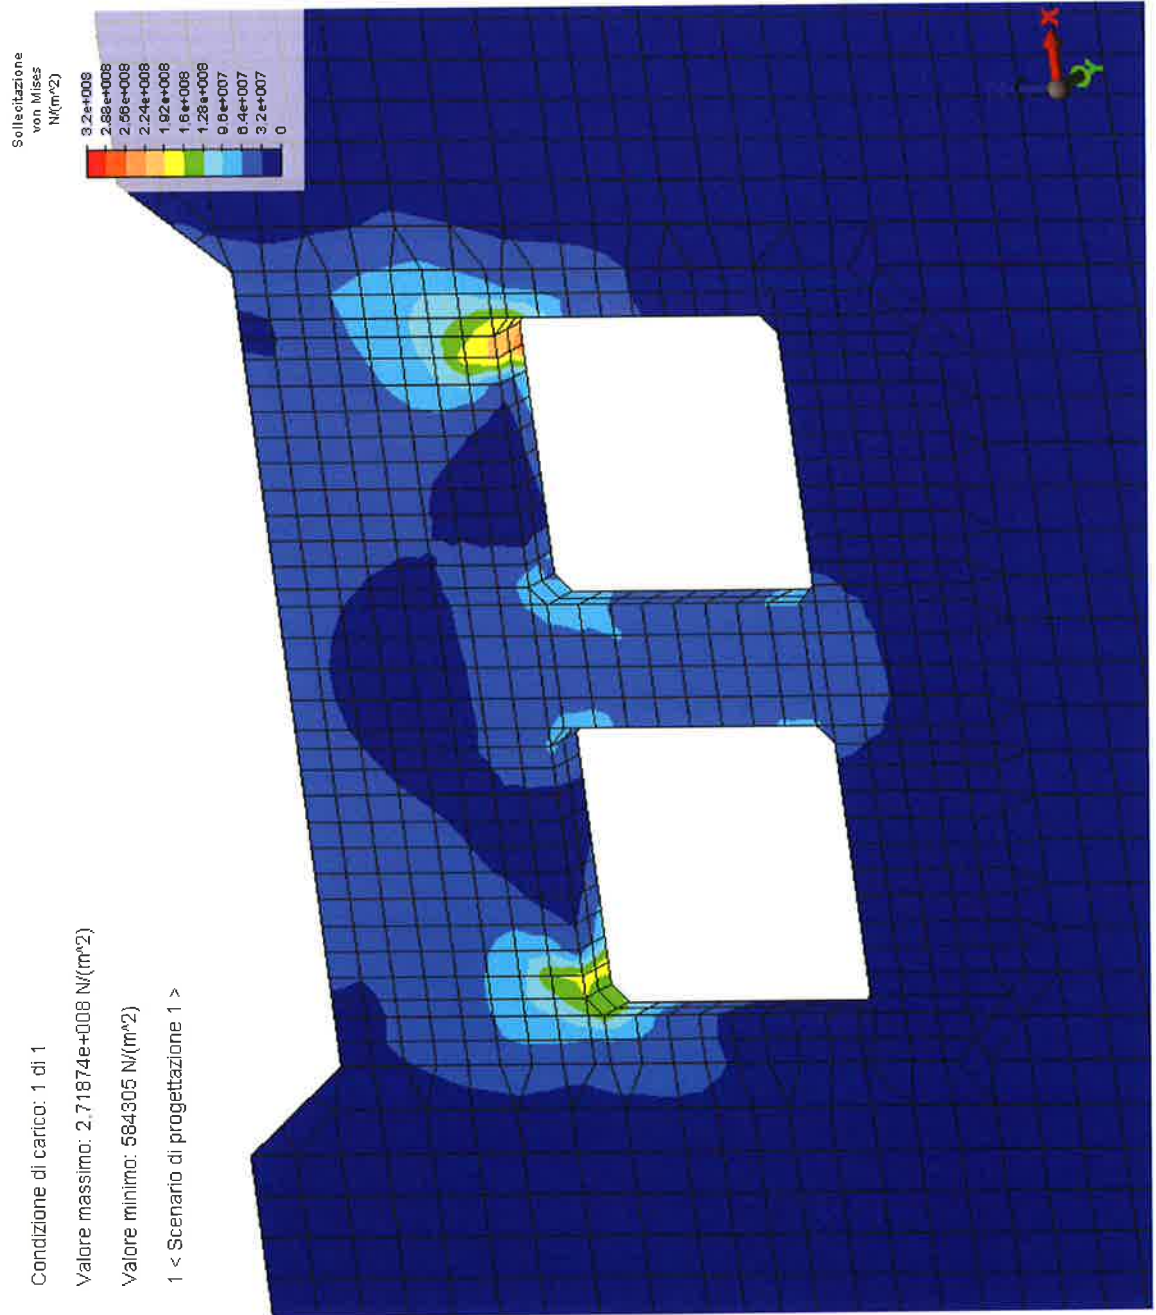 Sollecitazione
von Mises
N/(m^2)
3.2e+008
2.88e+008
2.56e+008
2.24e+008
1.92e+008
1.6e+008
1.28e+008
9.6e+007
6.4e+007
3.2e+007
0
X
Y
Condizione di carico: 1 di 1
Valore massimo: 2,71874e+008 N/(m^2)
Valore minimo: 584305 N/(m^2)
1 < Scenario di progettazione 1 >